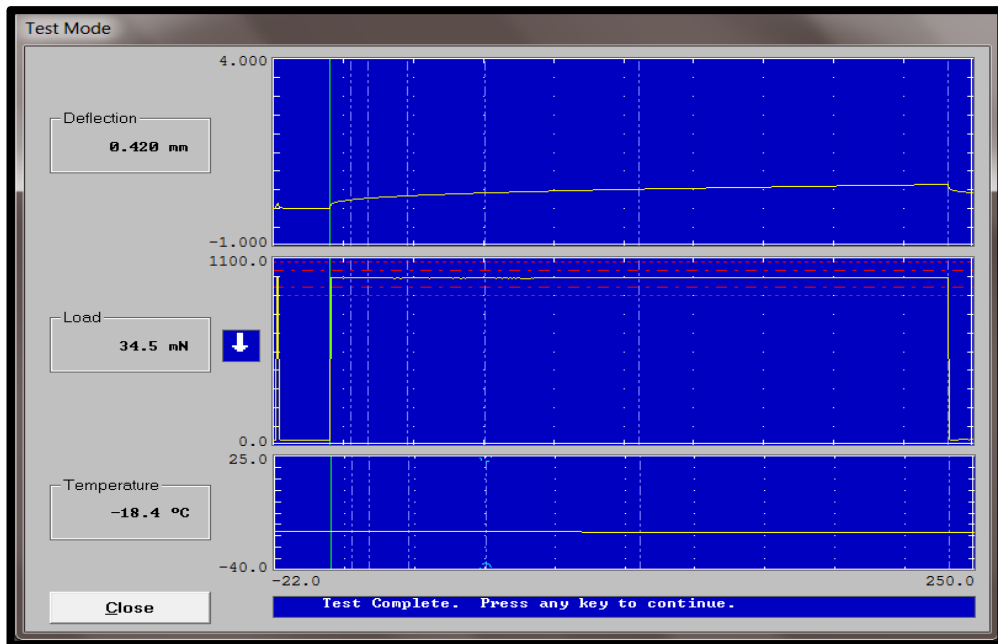 Test Mode
4.000
Deflection
0.420 mm
-1.000
1100.0
Load
34.5 mN
0.0
25.0
Temperature
-18.4 ºC
-40.0
-22.0 250.0
Close
Test Complete. Press any key to continue.